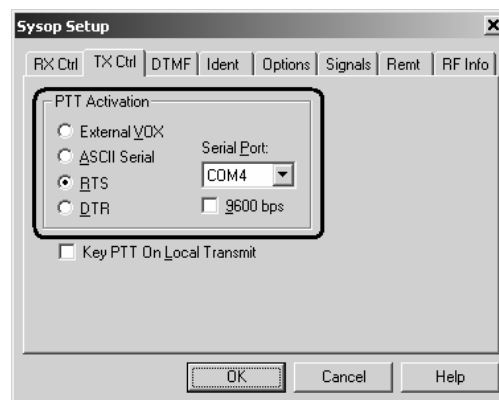 Sysop Setup
RX Ctrl TX Ctrl DTMF Ident Options Signals Remt RF Info
PTT Activation
External VOX
ASCII Serial
RTS
DTR
Serial Port:
COM4
9600 bps
Key PTT On Local Transmit
OK Cancel Help